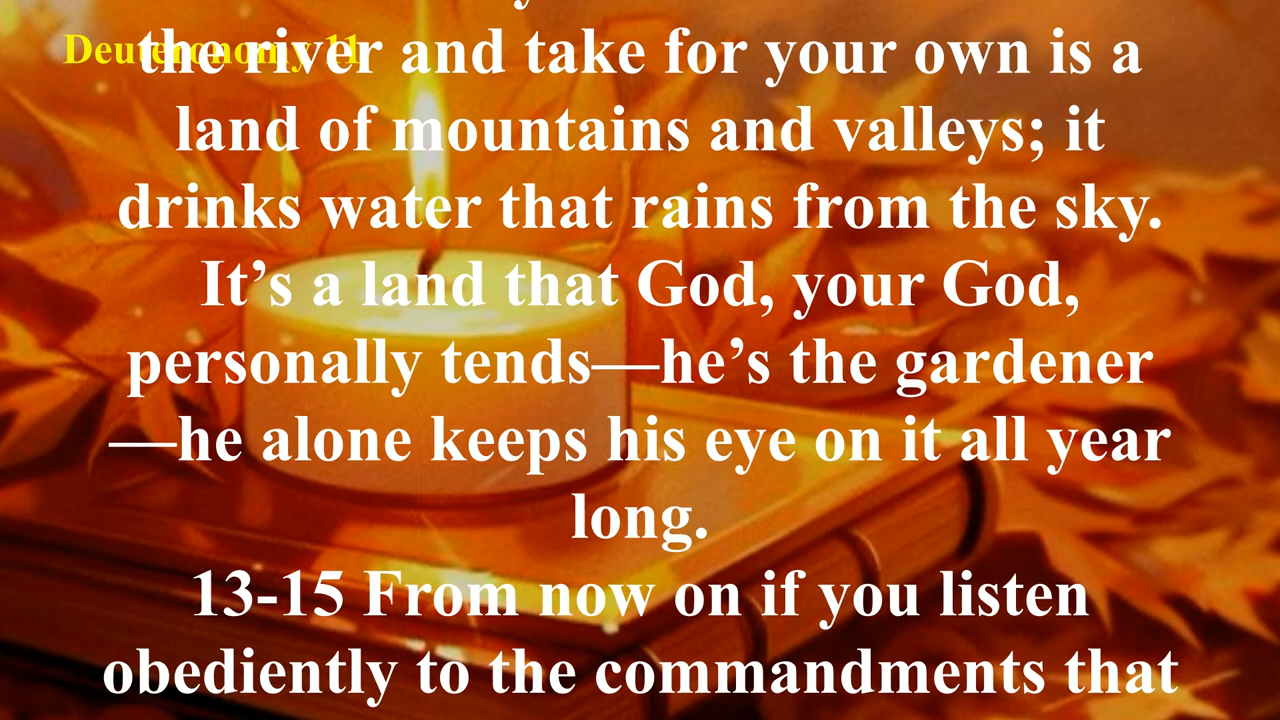 Deuteronomy 11
the river and take for your own is a
land of mountains and valleys; it
drinks water that rains from the sky.
It’s a land that God, your God,
personally tends—he’s the gardener
—he alone keeps his eye on it all year
long.
13-15 From now on if you listen
obediently to the commandments that